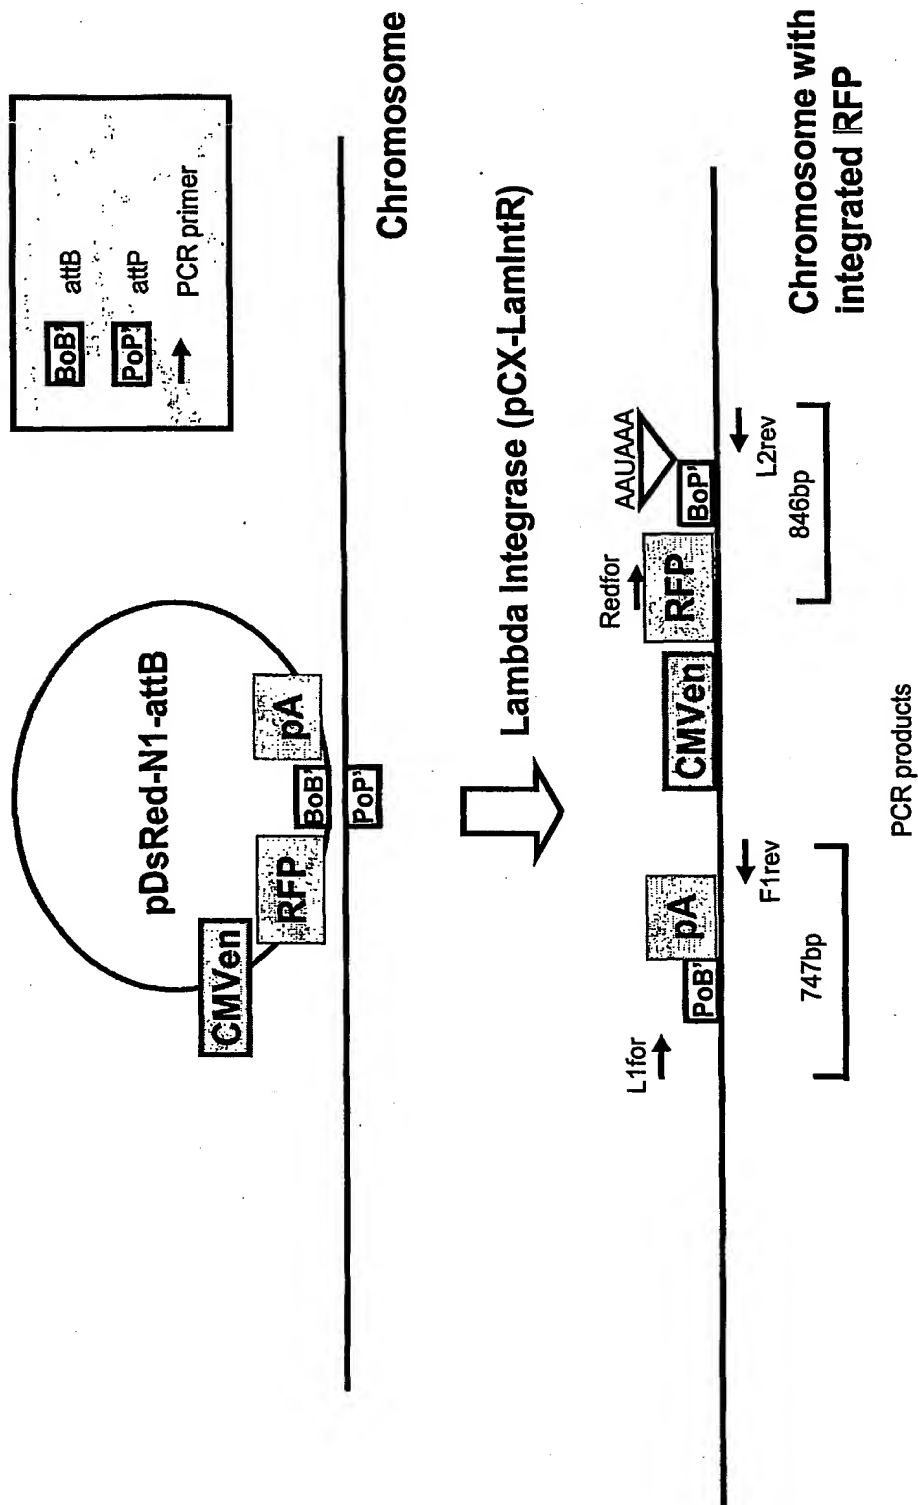 BoB' attB
PoP' attP
PCR primer
pDsRed-N1-attB
CMVen
RFP
BoB'
pA
PoP'
Chromosome
Lambda Integrase (pCX-LamIntR)
L1for
PoB'
pA
F1rev
CMVen
Redfor
RFP
BoP'
AAUAAA
L2rev
747bp
846bp
PCR products
Chromosome with
integrated RFP